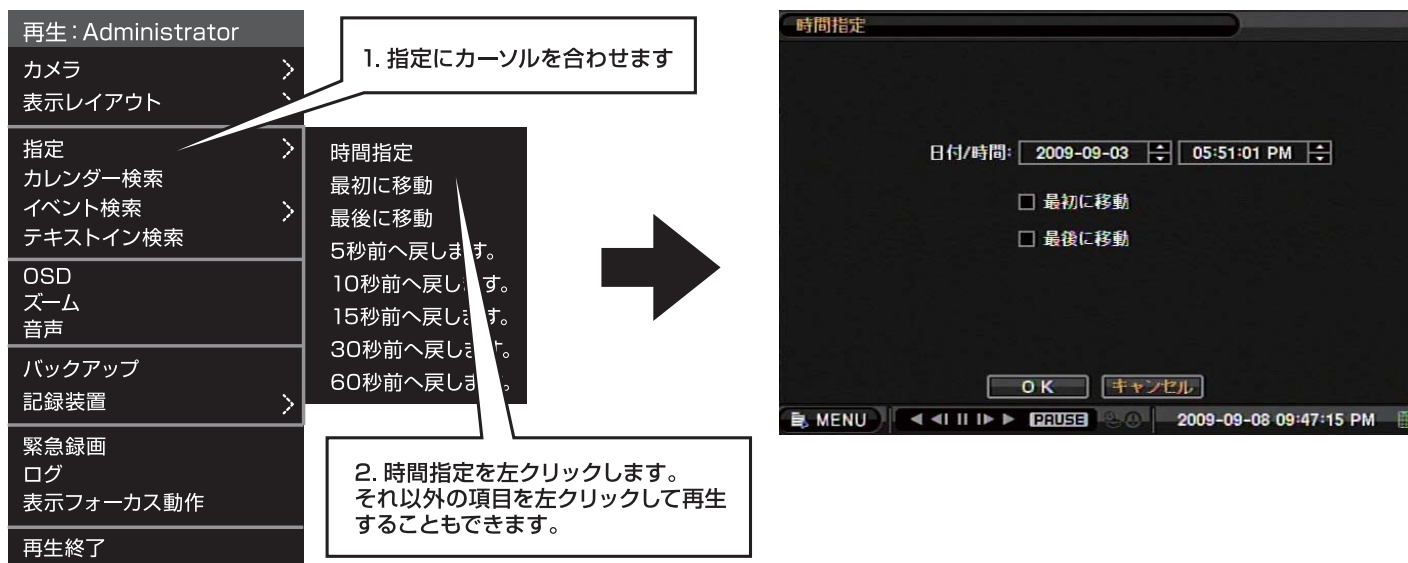 再生：Administrator
カメラ
表示レイアウト
指定
カレンダー検索
イベント検索
テキストイン検索
OSD
ズーム
音声
バックアップ
記録装置
緊急録画
ログ
表示フォーカス動作
再生終了
1. 指定にカーソルを合わせます
時間指定
最初に移動
最後に移動
5秒前へ戻します。
10秒前へ戻します。
15秒前へ戻します。
30秒前へ戻します。
60秒前へ戻します。
2. 時間指定を左クリックします。
それ以外の項目を左クリックして再生
することもできます。
時間指定
日付/時間: 2009-09-03 05:51:01 PM
最初に移動
最後に移動
OK キャンセル
MENU PAUSE 2009-09-08 09:47:15 PM